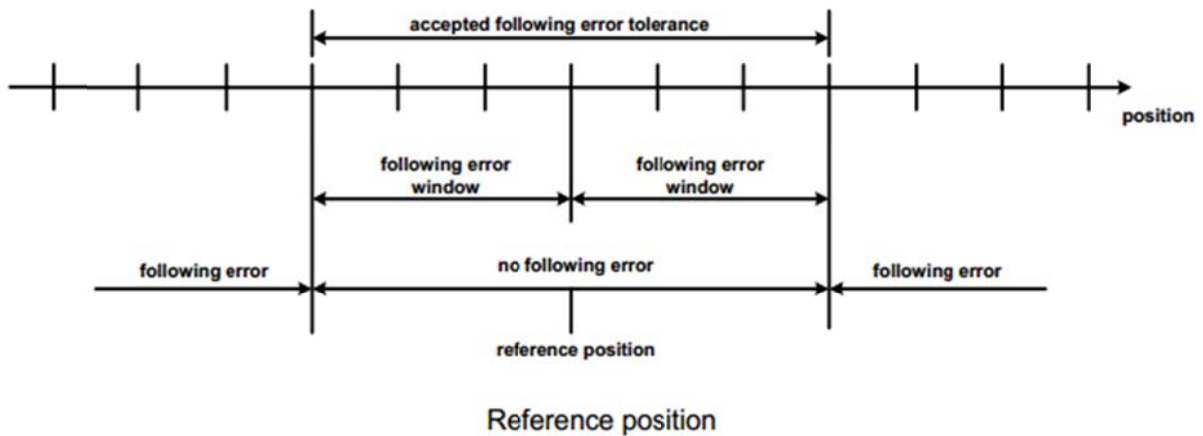 accepted following error tolerance
position
following error
window
following error
window
following error
no following error
following error
reference position
Reference position